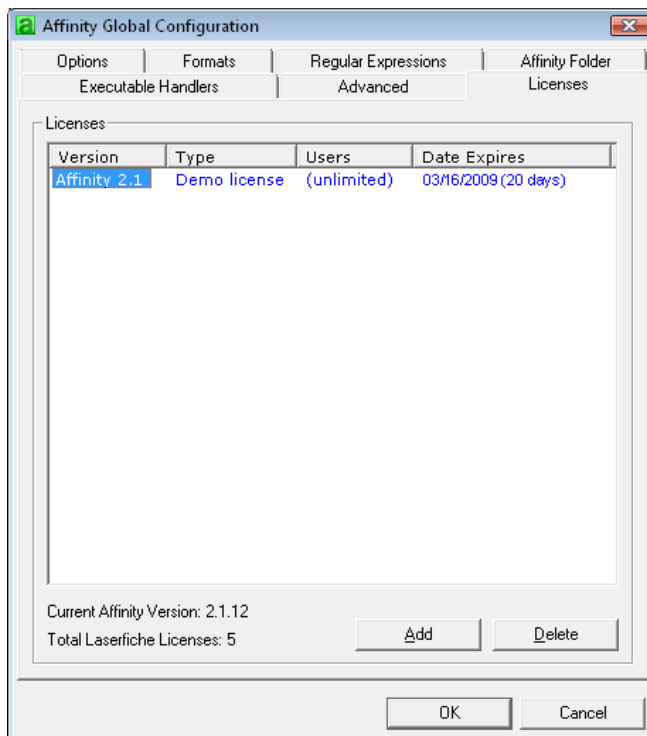 Affinity Global Configuration
Options Formats Regular Expressions Affinity Folder
Executable Handlers Advanced Licenses
Licenses
Version Type Users Date Expires
Affinity 2.1 Demo license (unlimited) 03/16/2009 (20 days)
Current Affinity Version: 2.1.12
Total Laserfiche Licenses: 5
Add Delete
OK Cancel